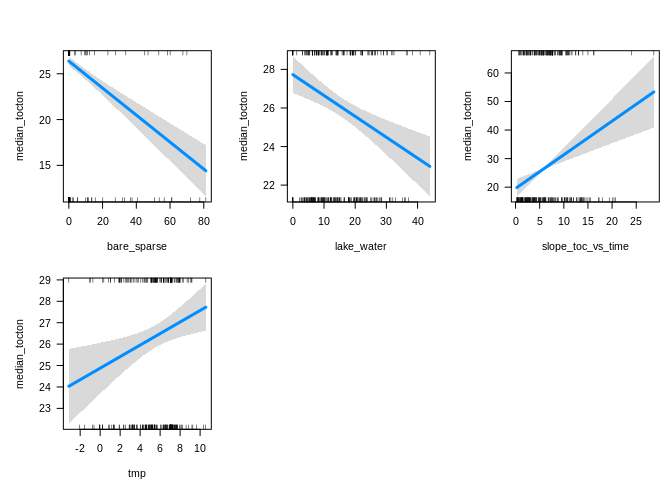 median_tocton
25
20
15
0 20 40 60 80
bare_sparse
median_tocton
28
26
24
22
0 10 20 30 40
lake_water
median_tocton
60
50
40
30
20
0 5 10 15 20 25
slope_toc_vs_time
median_tocton
29
28
27
26
25
24
23
-2 0 2 4 6 8 10
tmp